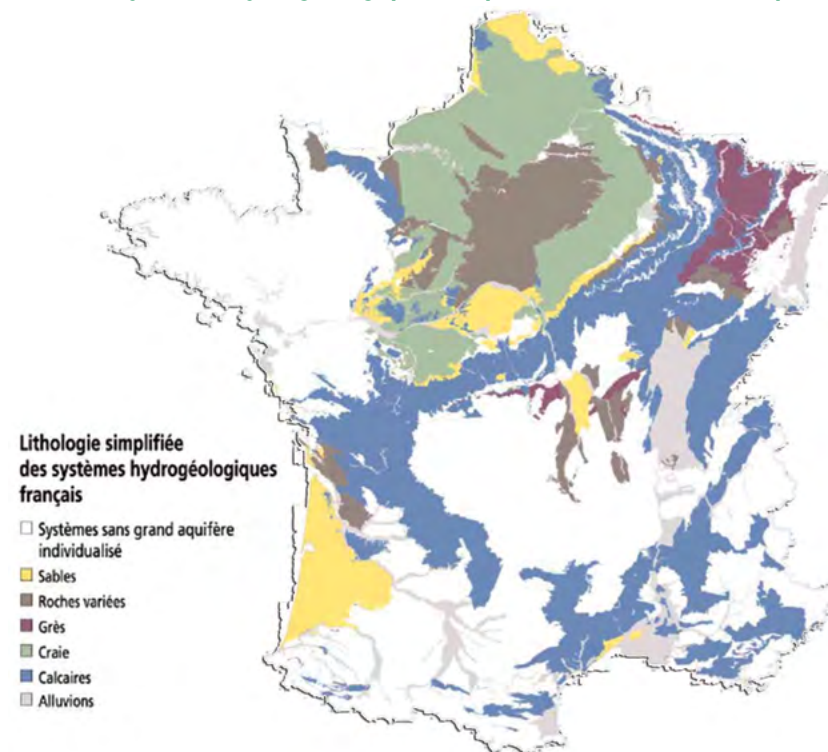 Lithologie simplifiée
des systèmes hydrogéologiques
français
Systèmes sans grand aquifère
individualisé
Sables
Roches variées
Grès
Craie
Calcaires
Alluvions